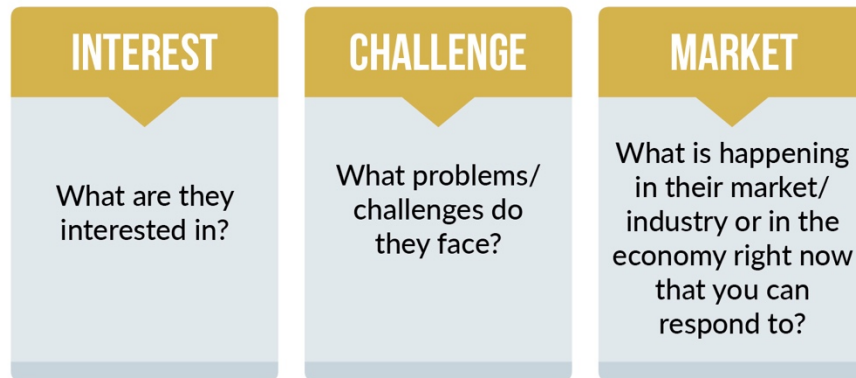 INTEREST
What are they
interested in?
CHALLENGE
What problems/
challenges do
they face?
MARKET
What is happening
in their market/
industry or in the
economy right now
that you can
respond to?